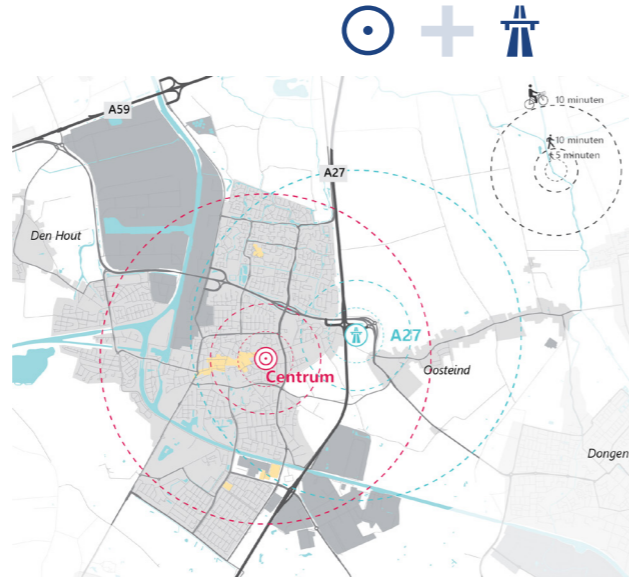 A59
10 minuten
10 minuten
5 minuten
A27
Den Hout
A27
Oosteind
Centrum
Dongen